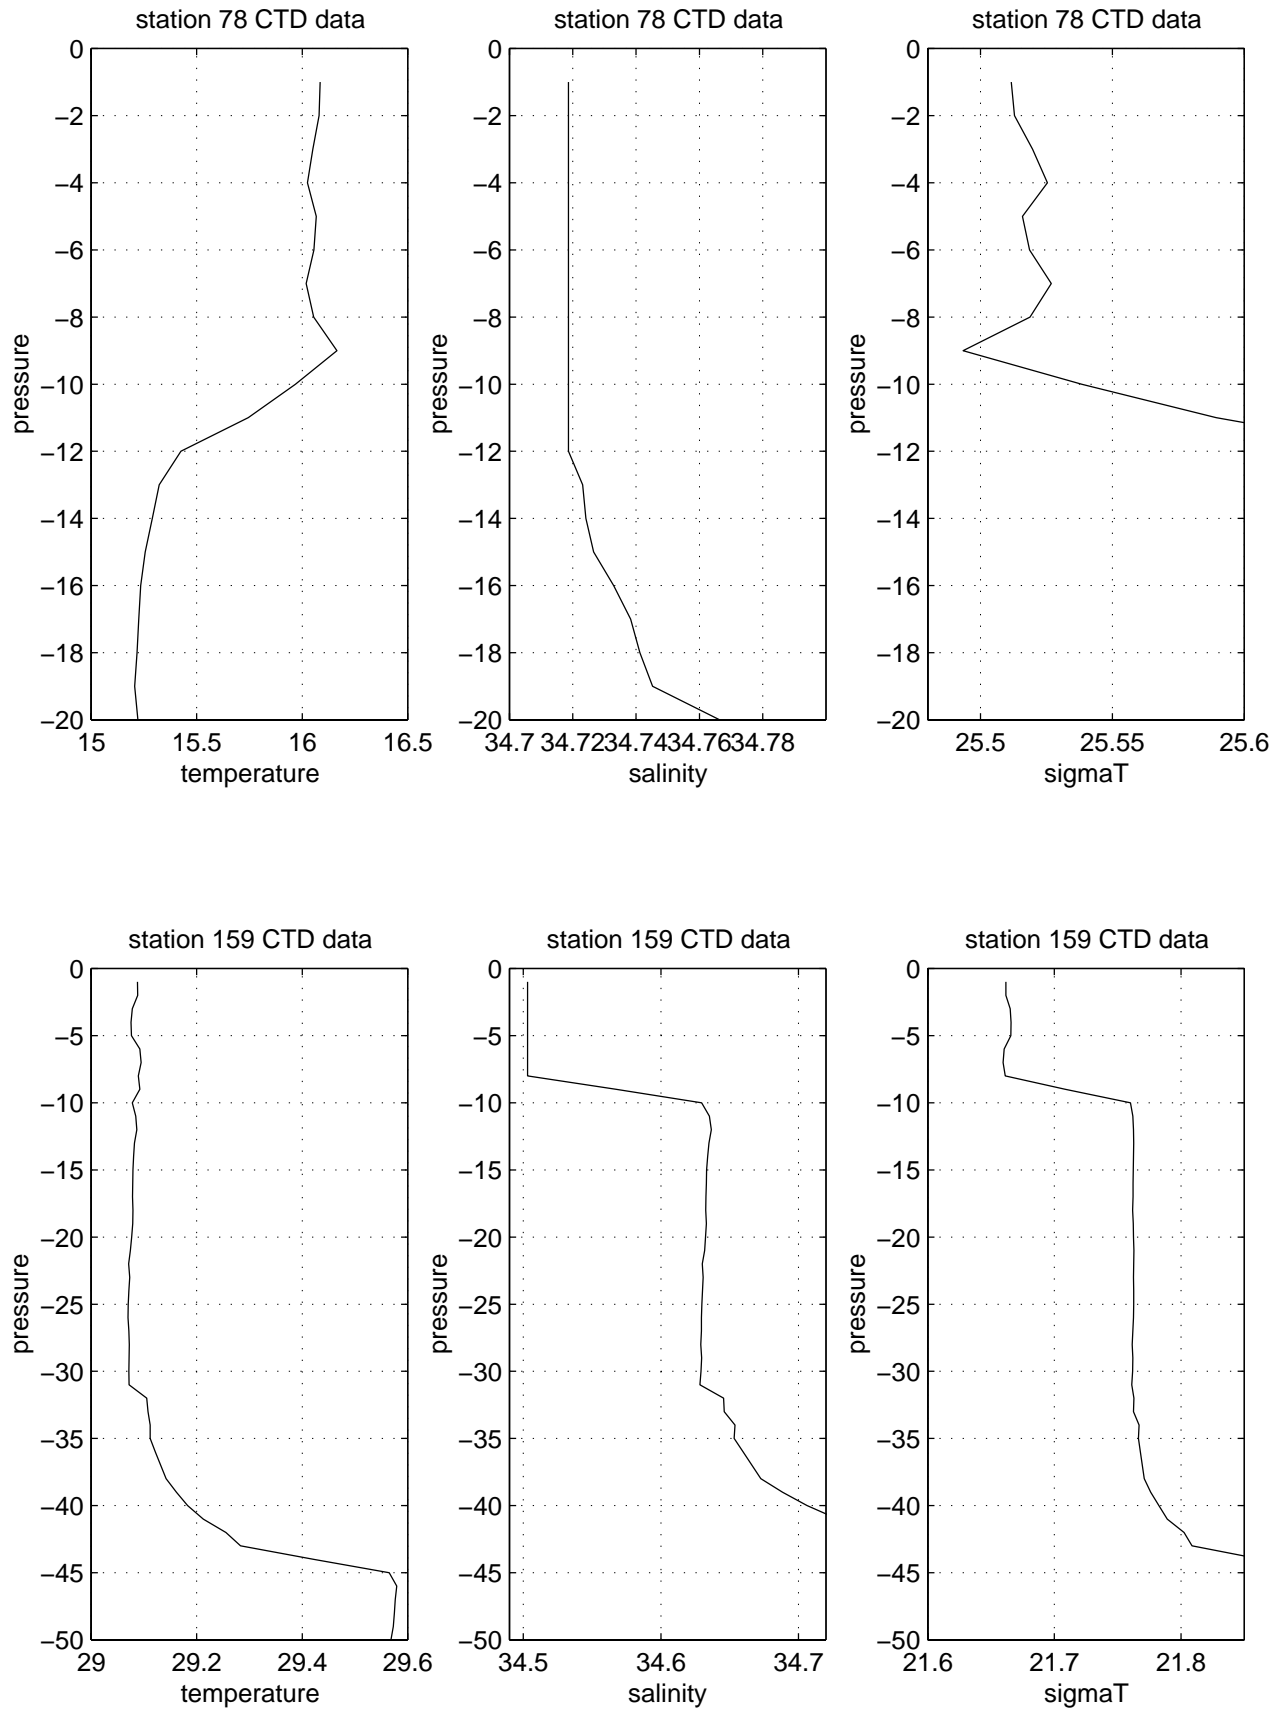 station 78 CTD data
station 78 CTD data
station 78 CTD data
0
−2
−4
−6
−8
−10
−12
−14
−16
−18
−20
pressure
15 15.5 16 16.5
temperature
0
−2
−4
−6
−8
−10
−12
−14
−16
−18
−20
pressure
34.7 34.72 34.74 34.76 34.78
salinity
0
−2
−4
−6
−8
−10
−12
−14
−16
−18
−20
pressure
25.5 25.55 25.6
sigmaT
station 159 CTD data
station 159 CTD data
station 159 CTD data
0
−5
−10
−15
−20
−25
−30
−35
−40
−45
−50
pressure
29 29.2 29.4 29.6
temperature
0
−5
−10
−15
−20
−25
−30
−35
−40
−45
−50
pressure
34.5 34.6 34.7
salinity
0
−5
−10
−15
−20
−25
−30
−35
−40
−45
−50
pressure
21.6 21.7 21.8
sigmaT